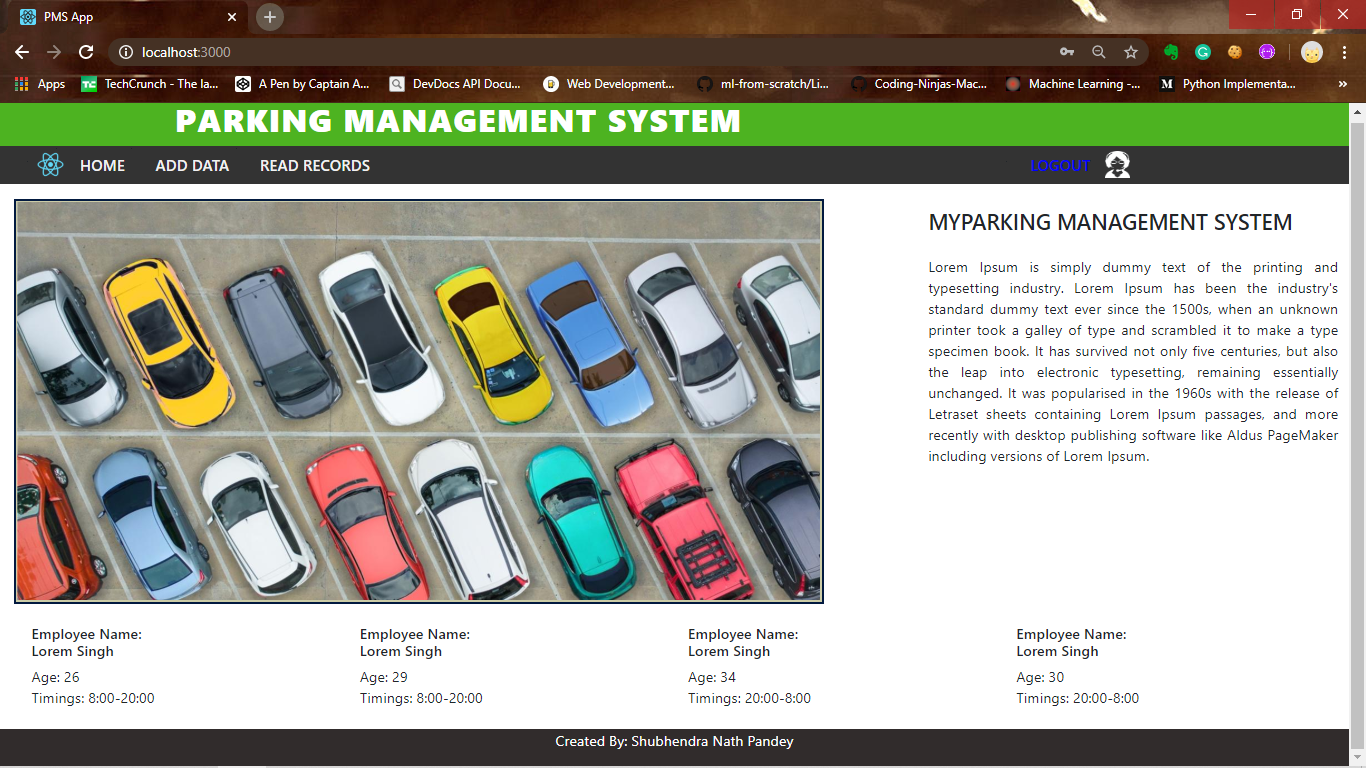 PMS App
localhost:3000
Apps
TechCrunch - The la...
A Pen by Captain A...
DevDocs API Docu...
Web Development...
ml-from-scratch/Li...
Coding-Ninjas-Mac...
Machine Learning -...
M
Python Implementa...
»
PARKING MANAGEMENT SYSTEM
HOME
ADD DATA
READ RECORDS
LOGOUT
MYPARKING MANAGEMENT SYSTEM
Lorem Ipsum is simply dummy text of the printing and
typesetting industry. Lorem Ipsum has been the industry's
standard dummy text ever since the 1500s, when an unknown
printer took a galley of type and scrambled it to make a type
specimen book. It has survived not only five centuries, but also
the leap into electronic typesetting, remaining essentially
unchanged. It was popularised in the 1960s with the release of
Letraset sheets containing Lorem Ipsum passages, and more
recently with desktop publishing software like Aldus PageMaker
including versions of Lorem Ipsum.
Employee Name:
Lorem Singh
Age: 26
Timings: 8:00-20:00
Employee Name:
Lorem Singh
Age: 29
Timings: 8:00-20:00
Employee Name:
Lorem Singh
Age: 34
Timings: 20:00-8:00
Employee Name:
Lorem Singh
Age: 30
Timings: 20:00-8:00
Created By: Shubhendra Nath Pandey